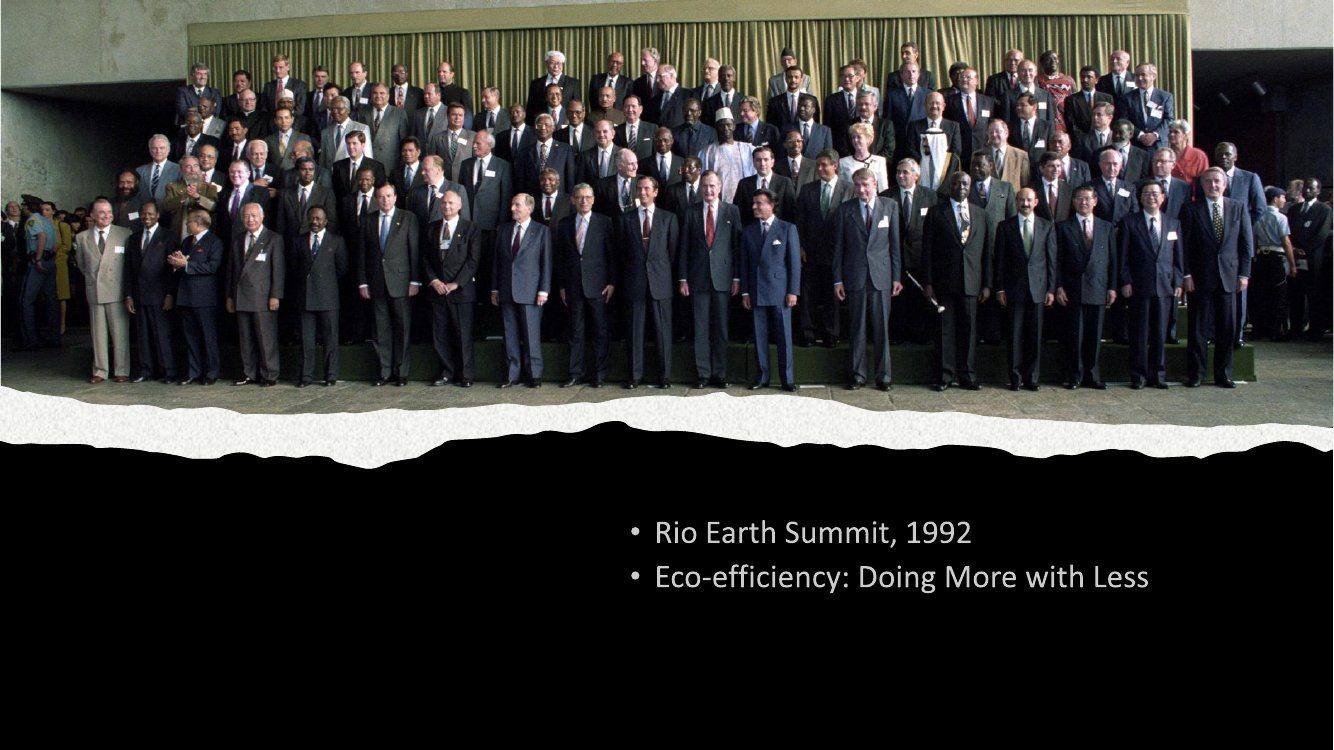 • Rio Earth Summit, 1992
• Eco-efficiency: Doing More with Less